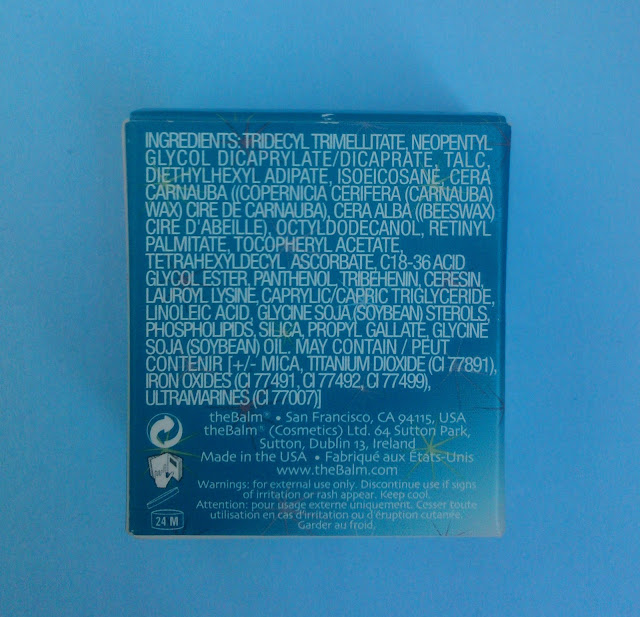 INGREDIENTS: TRIDECYL TRIMELLITATE, NEOPENTYL
GLYCOL DICAPRYLATE/DICAPRATE, TALC,
DIETHYLHEXYL ADIPATE, ISOEICOSANE, CERA
CARNAUBA ((COPERNICIA CERIFERA (CARNAUBA)
WAX) CIRE DE CARNAUBA), CERA ALBA ((BEESWAX)
CIRE D'ABEILLE), OCTYLDODECANOL, RETINYL
PALMITATE, TOCOPHERYL ACETATE,
TETRAHEXYLDECYL ASCORBATE, C18-36 ACID
GLYCOL ESTER, PANTHENOL, TRIBEHENIN, CERESIN,
LAUROYL LYSINE, CAPRYLIC/CAPRIC TRIGLYCERIDE,
LINOLEIC ACID, GLYCINE SOJA (SOYBEAN) STEROLS,
PHOSPHOLIPIDS, SILICA, PROPYL GALLATE, GLYCINE
SOJA (SOYBEAN) OIL. MAY CONTAIN / PEUT
CONTENIR [+/- MICA, TITANIUM DIOXIDE (CI 77891),
IRON OXIDES (CI 77491, CI 77492, CI 77499),
ULTRAMARINES (CI 77007)]
theBalm® • San Francisco, CA 94115, USA
theBalm® (Cosmetics) Ltd. 64 Sutton Park,
Sutton, Dublin 13, Ireland
Made in the USA • Fabriqué aux États-Unis
www.theBalm.com
Warnings: for external use only. Discontinue use if signs
of irritation or rash appear. Keep cool.
Attention: pour usage externe uniquement. Cesser toute
utilisation en cas d'irritation ou d'éruption cutanée.
Garder au froid.
24 M